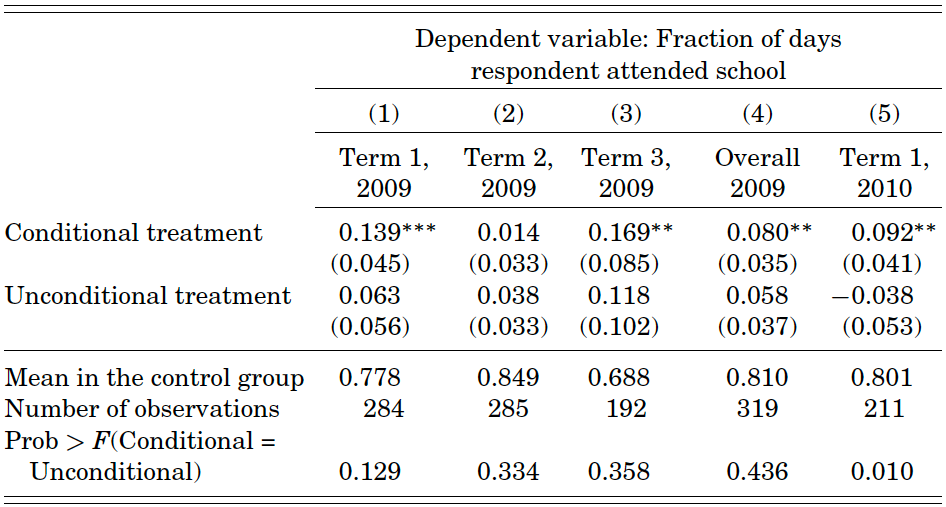 Dependent variable: Fraction of days
respondent attended school
(1) (2) (3) (4) (5)
Term 1, Term 2, Term 3, Overall Term 1,
2009 2009 2009 2009 2010
Conditional treatment 0.139*** 0.014 0.169** 0.080** 0.092**
(0.045) (0.033) (0.085) (0.035) (0.041)
Unconditional treatment 0.063 0.038 0.118 0.058 −0.038
(0.056) (0.033) (0.102) (0.037) (0.053)
Mean in the control group 0.778 0.849 0.688 0.810 0.801
Number of observations 284 285 192 319 211
Prob > F(Conditional =
Unconditional) 0.129 0.334 0.358 0.436 0.010